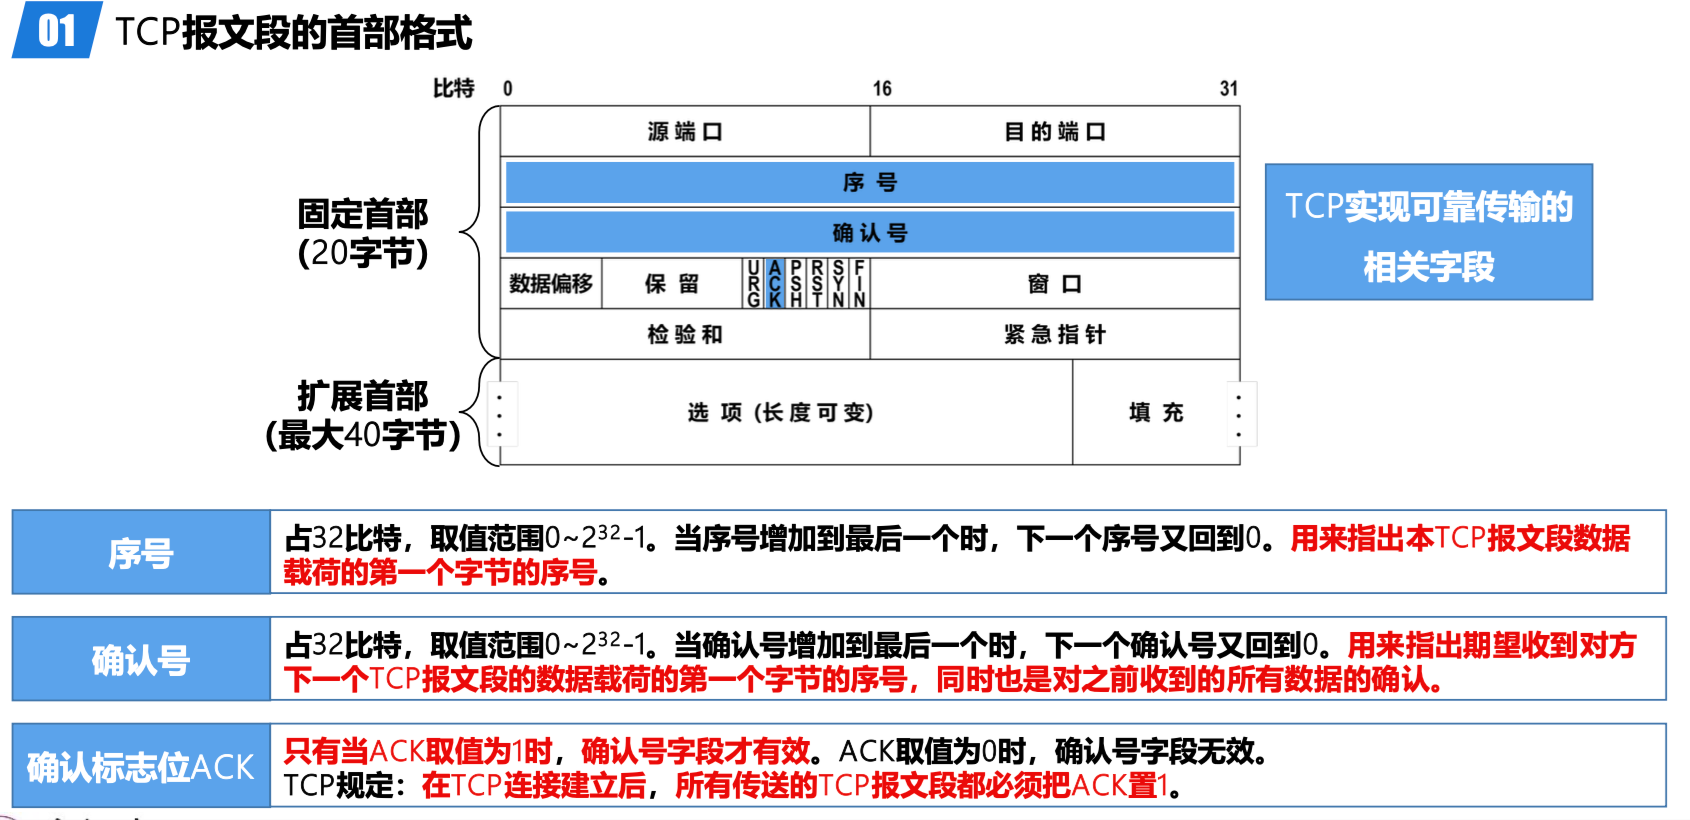 01 TCP报文段的首部格式
比特 0 16 31
源端口 目的端口
序号
确认号
固定首部
(20字节)
数据偏移 保留 URG ACK PSH RST SYN FIN 窗口
检验和 紧急指针
扩展首部
(最大40字节)
选项 (长度可变) 填充
TCP实现可靠传输的
相关字段
序号
占32比特，取值范围0~2³²-1。当序号增加到最后一个时，下一个序号又回到0。用来指出本TCP报文段数据
载荷的第一个字节的序号。
确认号
占32比特，取值范围0~2³²-1。当确认号增加到最后一个时，下一个确认号又回到0。用来指出期望收到对方
下一个TCP报文段的数据载荷的第一个字节的序号，同时也是对之前收到的所有数据的确认。
确认标志位ACK
只有当ACK取值为1时，确认号字段才有效。ACK取值为0时，确认号字段无效。
TCP规定：在TCP连接建立后，所有传送的TCP报文段都必须把ACK置1。